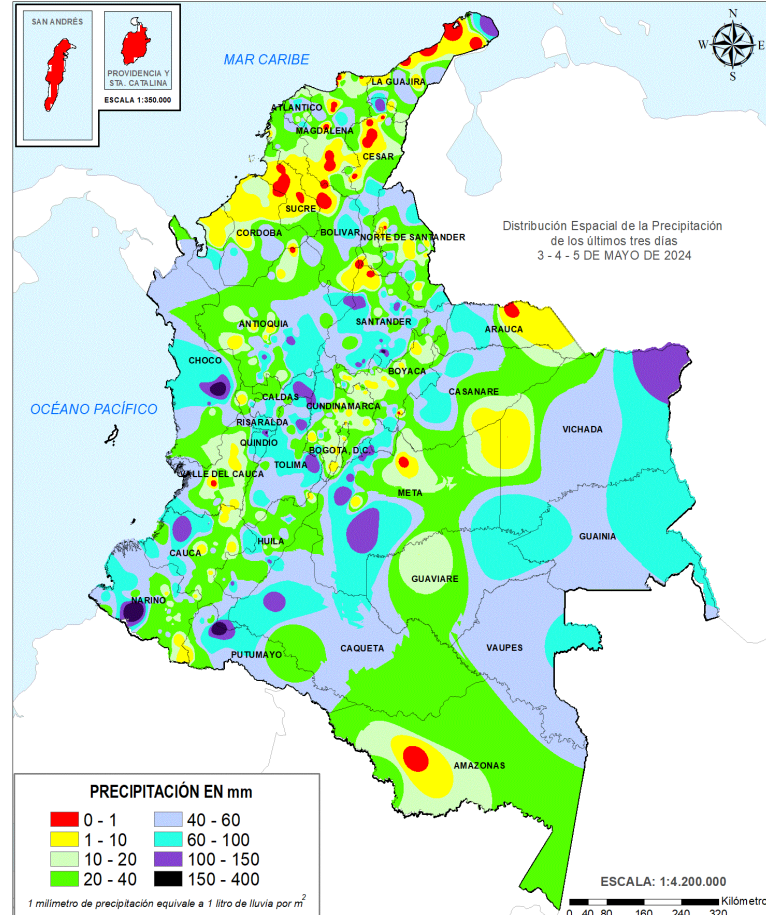 SAN ANDRÉS
PROVIDENCIA Y
STA. CATALINA
ESCALA 1:350.000
N
W
E
S
MAR CARIBE
LA GUAJIRA
ATLANTICO
MAGDALENA
CESAR
SUCRE
CORDOBA
BOLIVAR
NORTE DE SANTANDER
Distribución Espacial de la Precipitación
de los últimos tres días
3 - 4 - 5 DE MAYO DE 2024
ANTIOQUIA
SANTANDER
ARAUCA
CHOCO
BOYACA
CASANARE
OCÉANO PACÍFICO
CALDAS
CUNDINAMARCA
RISARALDA
VICHADA
QUINDIO
BOGOTA, D.C.
TOLIMA
VALLE DEL CAUCA
META
GUAINIA
HUILA
CAUCA
GUAVIARE
NARIÑO
CAQUETA
VAUPES
PUTUMAYO
AMAZONAS
PRECIPITACIÓN EN mm
0 - 1
40 - 60
1 - 10
60 - 100
10 - 20
100 - 150
20 - 40
150 - 400
1 milímetro de precipitación equivale a 1 litro de lluvia por m2
ESCALA: 1:4.200.000
Kilómetro
0 40 80 160 240 320